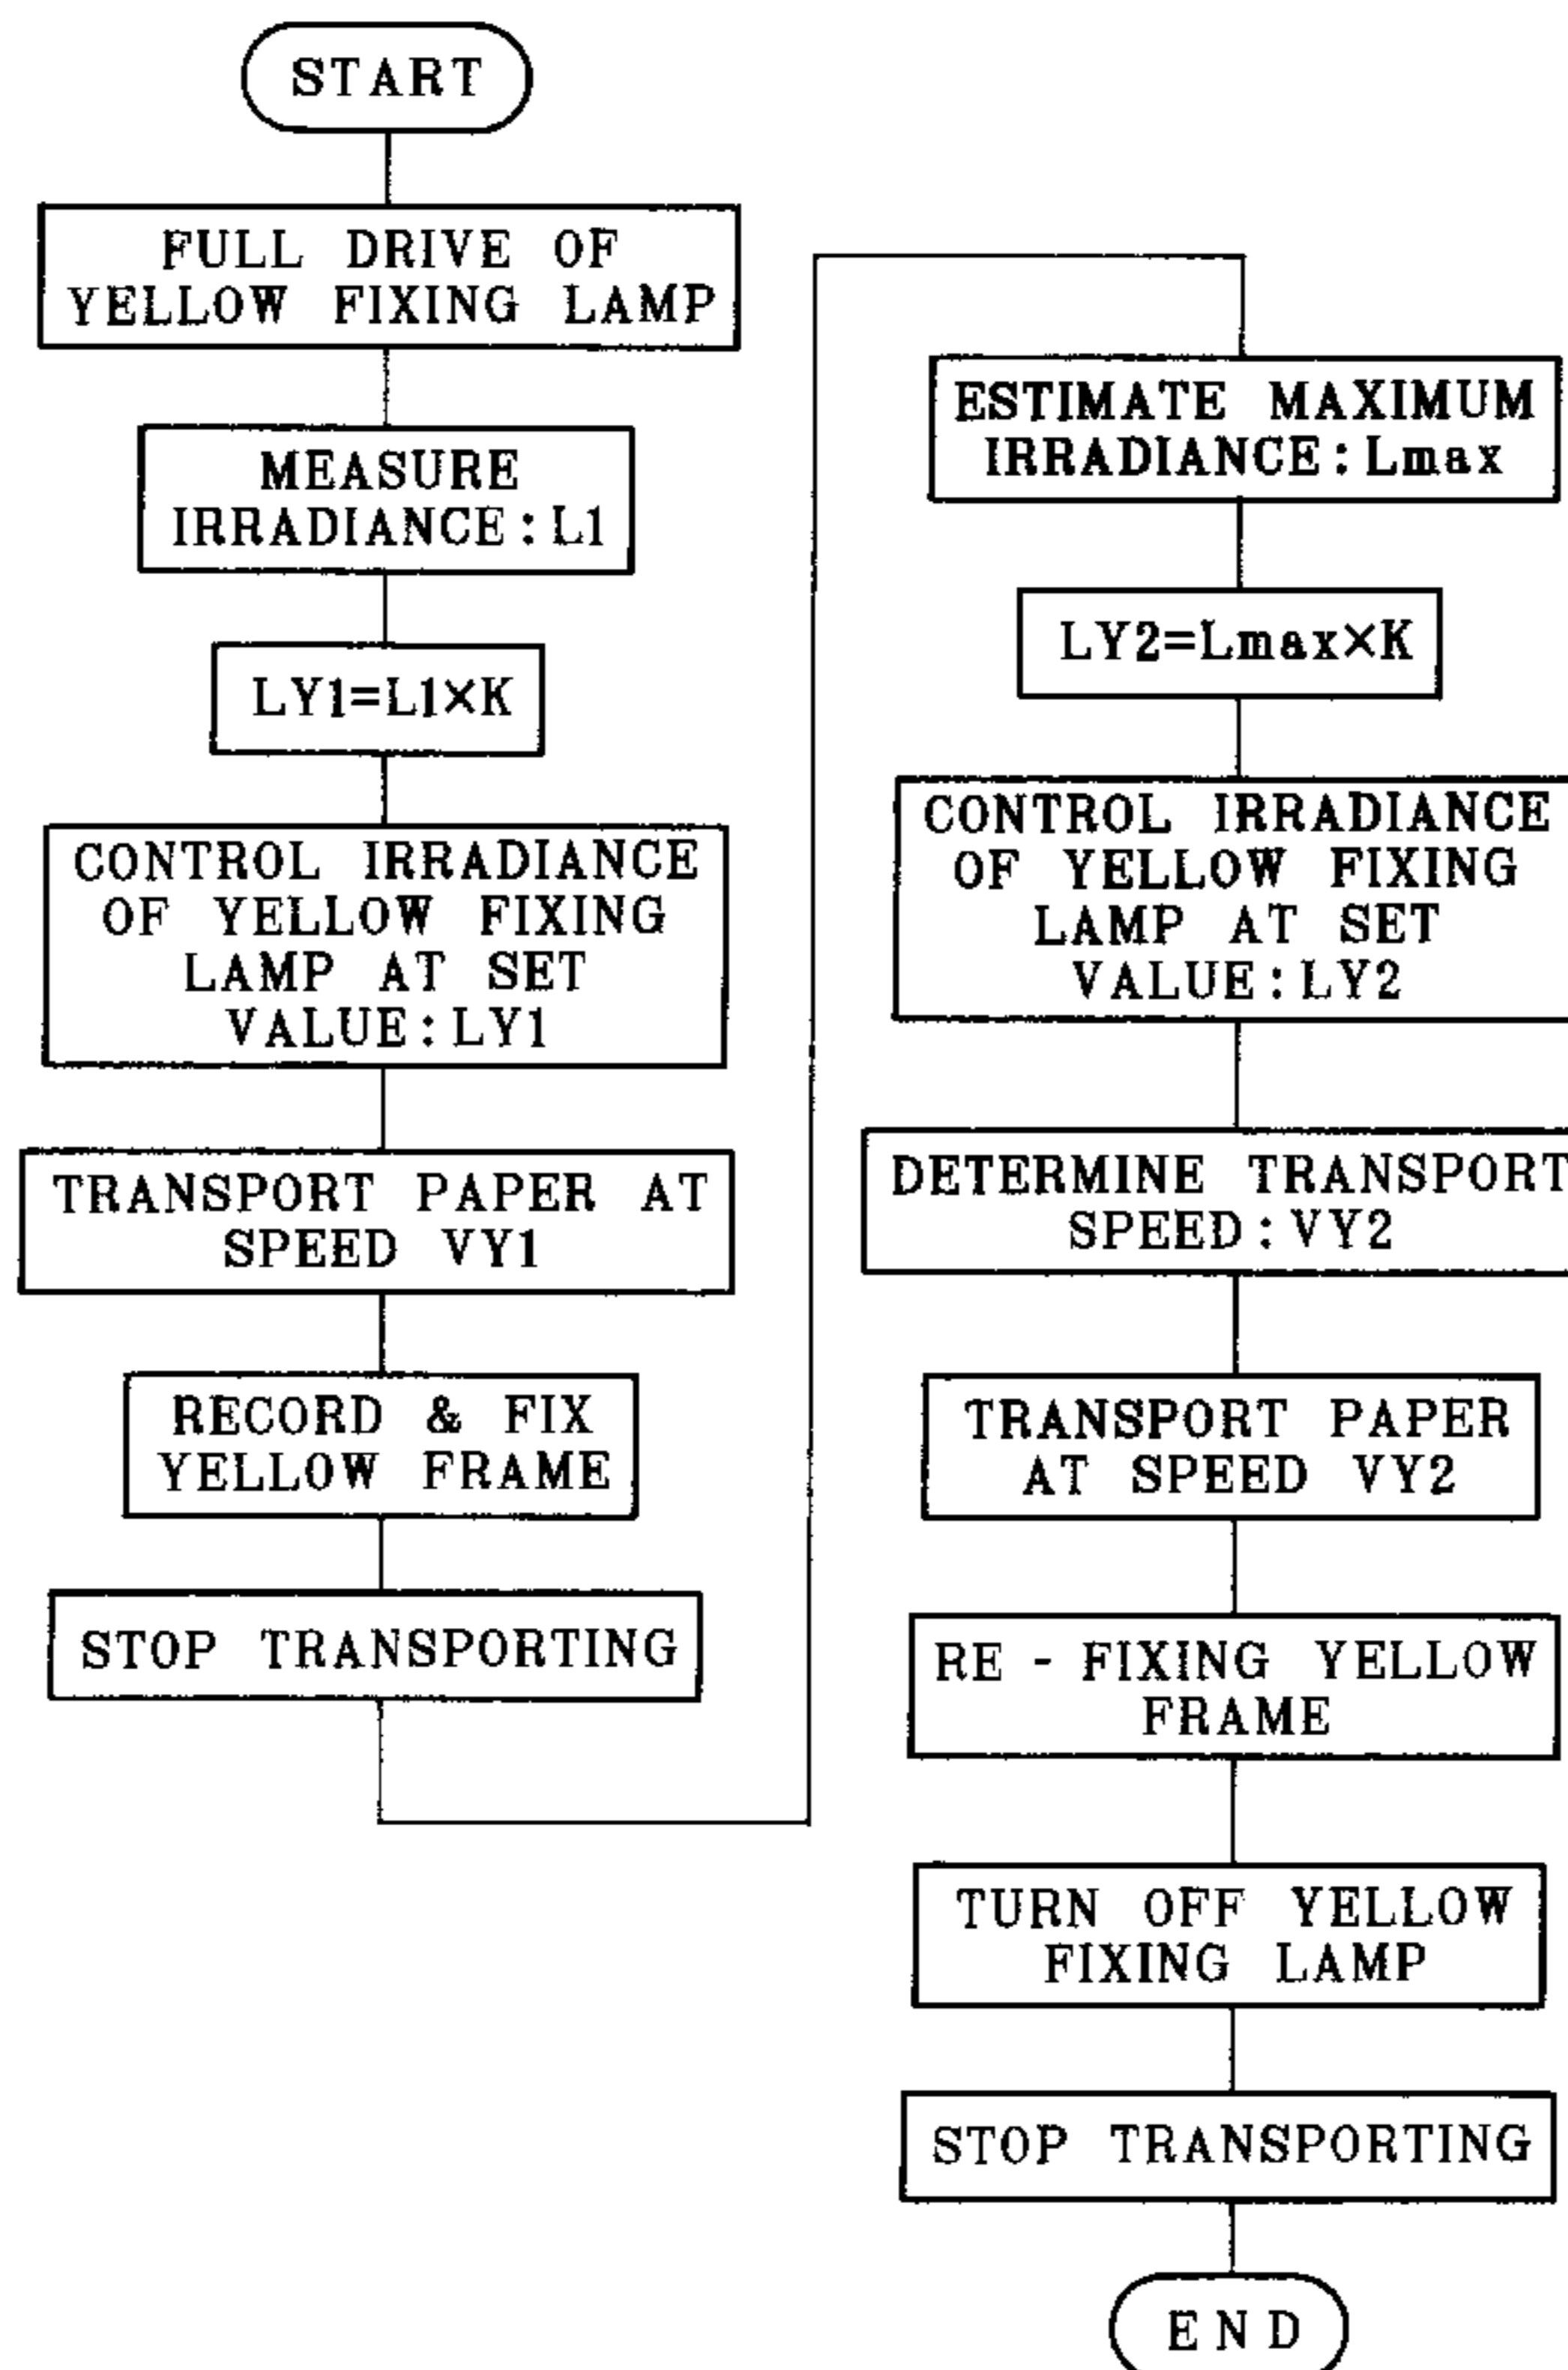 START
FULL DRIVE OF
YELLOW FIXING LAMP
MEASURE
IRRADIANCE:L1
LY1=L1×K
CONTROL IRRADIANCE
OF YELLOW FIXING
LAMP AT SET
VALUE:LY1
TRANSPORT PAPER AT
SPEED VY1
RECORD & FIX
YELLOW FRAME
STOP TRANSPORTING
ESTIMATE MAXIMUM
IRRADIANCE:Lmax
LY2=Lmax×K
CONTROL IRRADIANCE
OF YELLOW FIXING
LAMP AT SET
VALUE:LY2
DETERMINE TRANSPORT
SPEED:VY2
TRANSPORT PAPER
AT SPEED VY2
RE - FIXING YELLOW
FRAME
TURN OFF YELLOW
FIXING LAMP
STOP TRANSPORTING
END